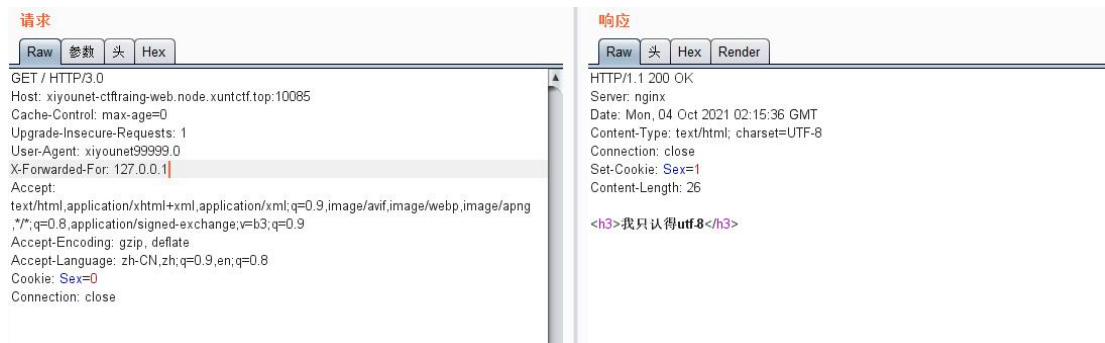 请求
Raw 参数 头 Hex
GET / HTTP/3.0
Host: xiyounet-ctftraing-web.node.xuntctf.top:10085
Cache-Control: max-age=0
Upgrade-Insecure-Requests: 1
User-Agent: xiyounet99999.0
X-Forwarded-For: 127.0.0.1
Accept:
text/html,application/xhtml+xml,application/xml;q=0.9,image/avif,image/webp,image/apng
,*/*;q=0.8,application/signed-exchange;v=b3;q=0.9
Accept-Encoding: gzip, deflate
Accept-Language: zh-CN,zh;q=0.9,en;q=0.8
Cookie: Sex=0
Connection: close
响应
Raw 头 Hex Render
HTTP/1.1 200 OK
Server: nginx
Date: Mon, 04 Oct 2021 02:15:36 GMT
Content-Type: text/html; charset=UTF-8
Connection: close
Set-Cookie: Sex=1
Content-Length: 26
<h3>我只认得utf-8</h3>